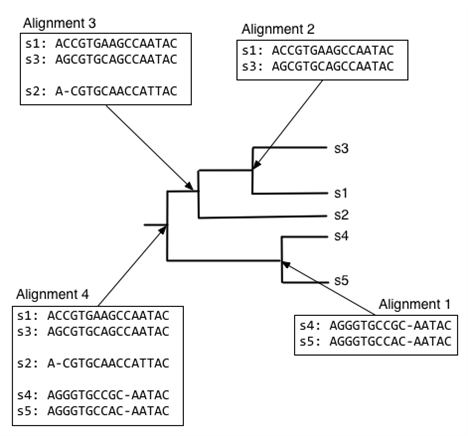 Alignment 3
s1: ACCGTGAAGCCAATAC
s3: AGCGTGCAGCCAATAC
s2: A-CGTGCAACCATTAC
Alignment 2
s1: ACCGTGAAGCCAATAC
s3: AGCGTGCAGCCAATAC
s3
s1
s2
s4
s5
Alignment 4
s1: ACCGTGAAGCCAATAC
s3: AGCGTGCAGCCAATAC
s2: A-CGTGCAACCATTAC
s4: AGGGTGCCGC-AATAC
s5: AGGGTGCCAC-AATAC
Alignment 1
s4: AGGGTGCCGC-AATAC
s5: AGGGTGCCAC-AATAC